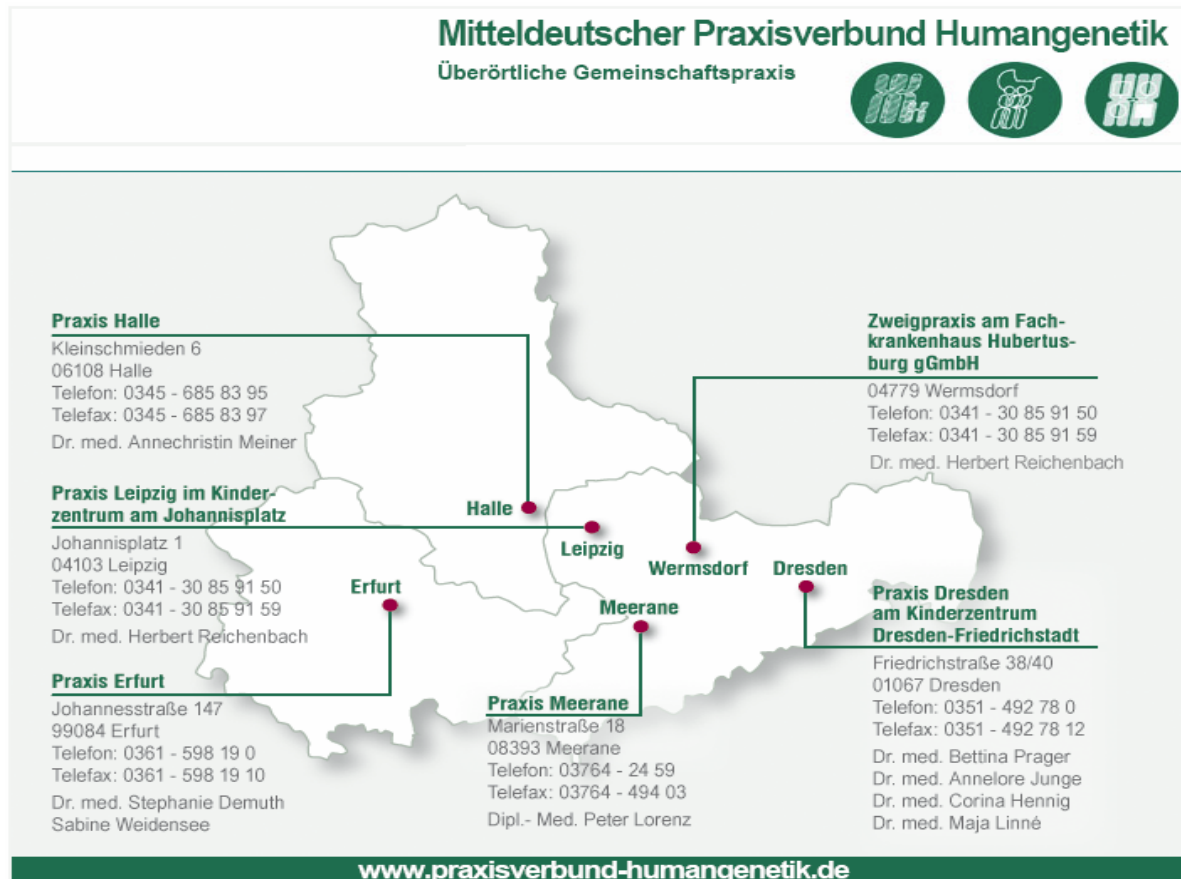 Mitteldeutscher Praxisverbund Humangenetik
Überörtliche Gemeinschaftspraxis
Praxis Halle
Kleinschmieden 6
06108 Halle
Telefon: 0345 - 685 83 95
Telefax: 0345 - 685 83 97
Dr. med. Annechristin Meiner
Praxis Leipzig im Kinder-
zentrum am Johannisplatz
Johannisplatz 1
04103 Leipzig
Telefon: 0341 - 30 85 91 50
Telefax: 0341 - 30 85 91 59
Dr. med. Herbert Reichenbach
Praxis Erfurt
Johannesstraße 147
99084 Erfurt
Telefon: 0361 - 598 19 0
Telefax: 0361 - 598 19 10
Dr. med. Stephanie Demuth
Sabine Weidensee
Halle
Leipzig
Wermsdorf
Dresden
Erfurt
Meerane
Praxis Meerane
Marienstraße 18
08393 Meerane
Telefon: 03764 - 24 59
Telefax: 03764 - 494 03
Dipl.- Med. Peter Lorenz
Zweigpraxis am Fach-
krankenhaus Hubertus-
burg gGmbH
04779 Wermsdorf
Telefon: 0341 - 30 85 91 50
Telefax: 0341 - 30 85 91 59
Dr. med. Herbert Reichenbach
Praxis Dresden
am Kinderzentrum
Dresden-Friedrichstadt
Friedrichstraße 38/40
01067 Dresden
Telefon: 0351 - 492 78 0
Telefax: 0351 - 492 78 12
Dr. med. Bettina Prager
Dr. med. Annelore Junge
Dr. med. Corina Hennig
Dr. med. Maja Linné
www.praxisverbund-humangenetik.de